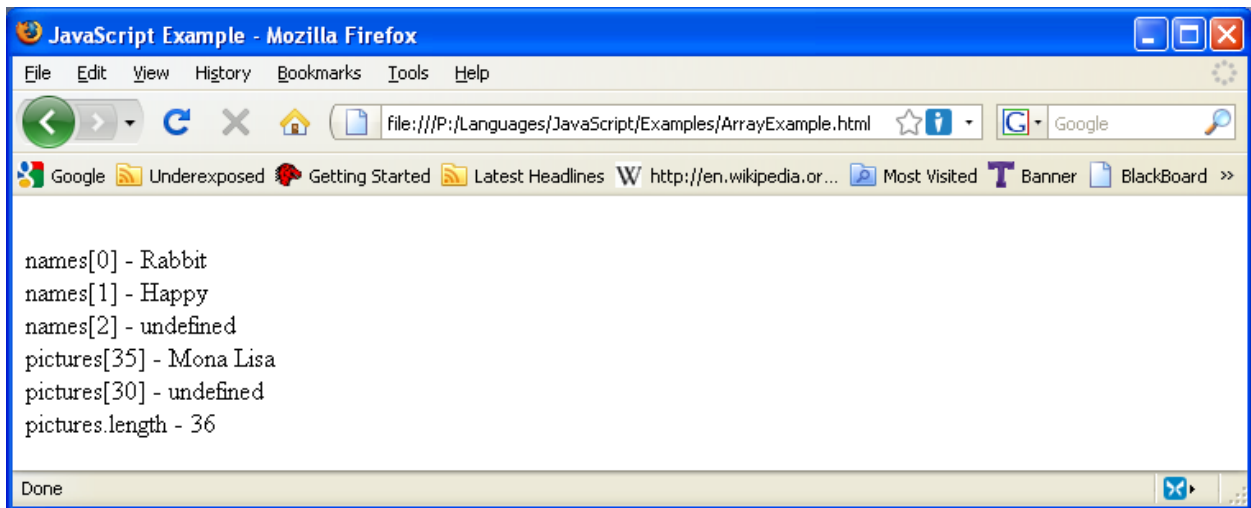 JavaScript Example - Mozilla Firefox
File Edit View History Bookmarks Tools Help
file:///P:/Languages/JavaScript/Examples/ArrayExample.html G Google
Google Underexposed Getting Started Latest Headlines W http://en.wikipedia.or... Most Visited T Banner BlackBoard »
names[0] - Rabbit
names[1] - Happy
names[2] - undefined
pictures[35] - Mona Lisa
pictures[30] - undefined
pictures.length - 36
Done